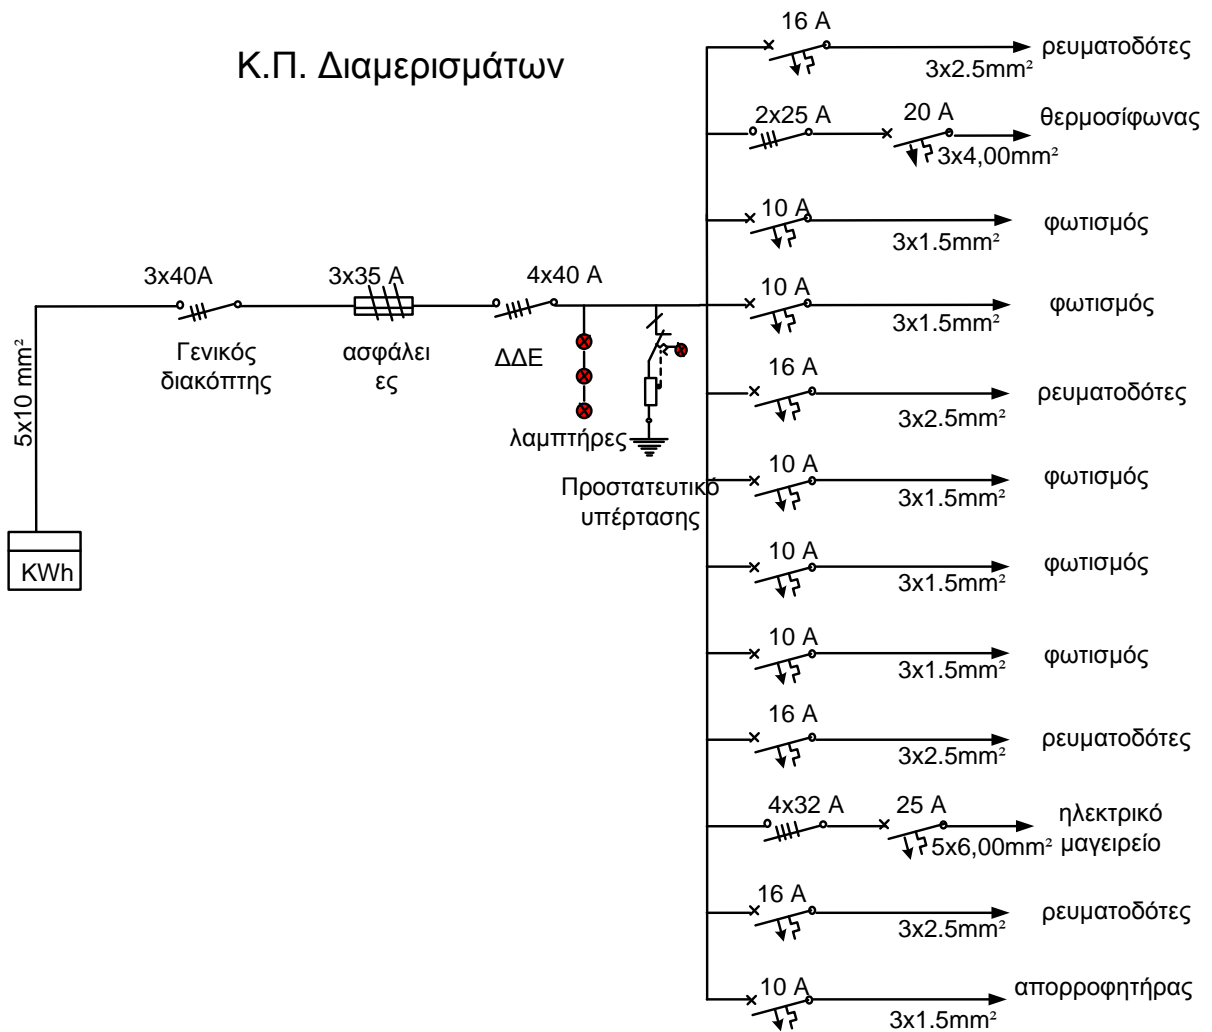 Κ.Π. Διαμερισμάτων
16 A
3x2.5mm²
ρευματοδότες
2x25 A
20 A
3x4,00mm²
θερμοσίφωνας
10 A
3x1.5mm²
φωτισμός
3x40A
Γενικός
διακόπτης
3x35 A
ασφάλει
ες
4x40 A
ΔΔΕ
λαμπτήρες
Προστατευτικό
υπέρτασης
5x10 mm²
KWh
10 A
3x1.5mm²
φωτισμός
16 A
3x2.5mm²
ρευματοδότες
10 A
3x1.5mm²
φωτισμός
10 A
3x1.5mm²
φωτισμός
10 A
3x1.5mm²
φωτισμός
16 A
3x2.5mm²
ρευματοδότες
4x32 A
25 A
5x6,00mm²
ηλεκτρικό
μαγειρείο
16 A
3x2.5mm²
ρευματοδότες
10 A
3x1.5mm²
απορροφητήρας